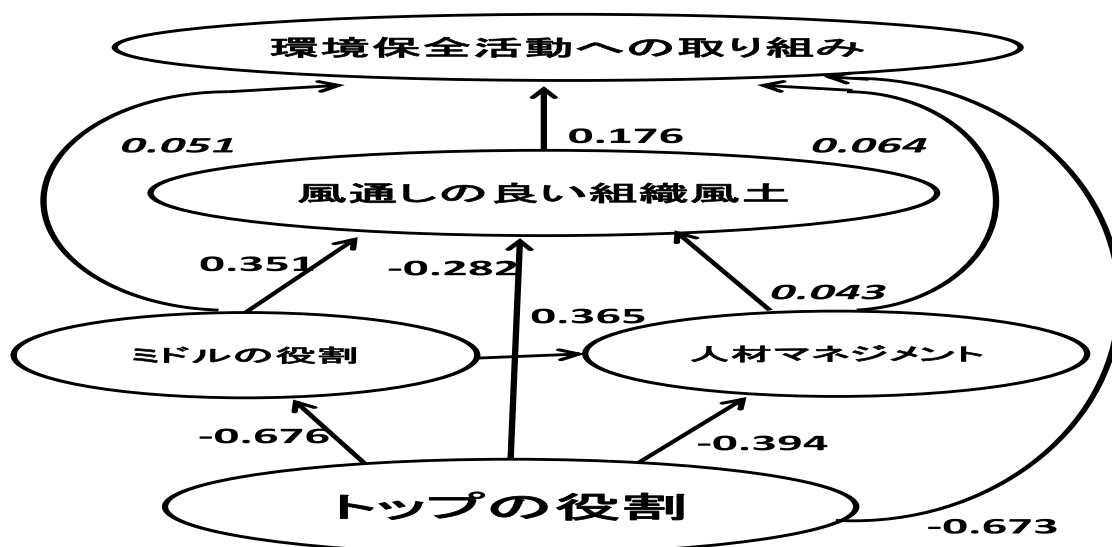 環境保全活動への取り組み
0.051
0.176
0.064
風通しの良い組織風土
0.351
-0.282
0.043
0.365
ミドルの役割
人材マネジメント
-0.676
-0.394
トップの役割
-0.673